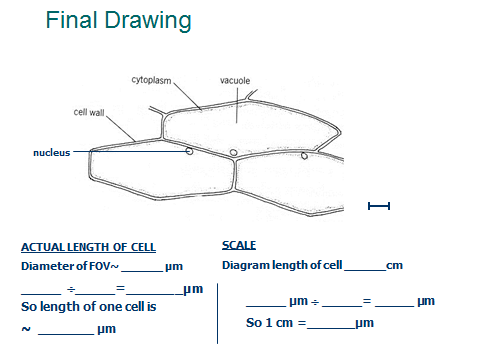 Final Drawing
cytoplasm
vacuole
cell wall
nucleus
ACTUAL LENGTH OF CELL
Diameter of FOV~ ______ μm
______ ÷______=________μm
So length of one cell is
~ ________ μm
SCALE
Diagram length of cell ______cm
______ μm ÷ ______= ______ μm
So 1 cm =_______μm